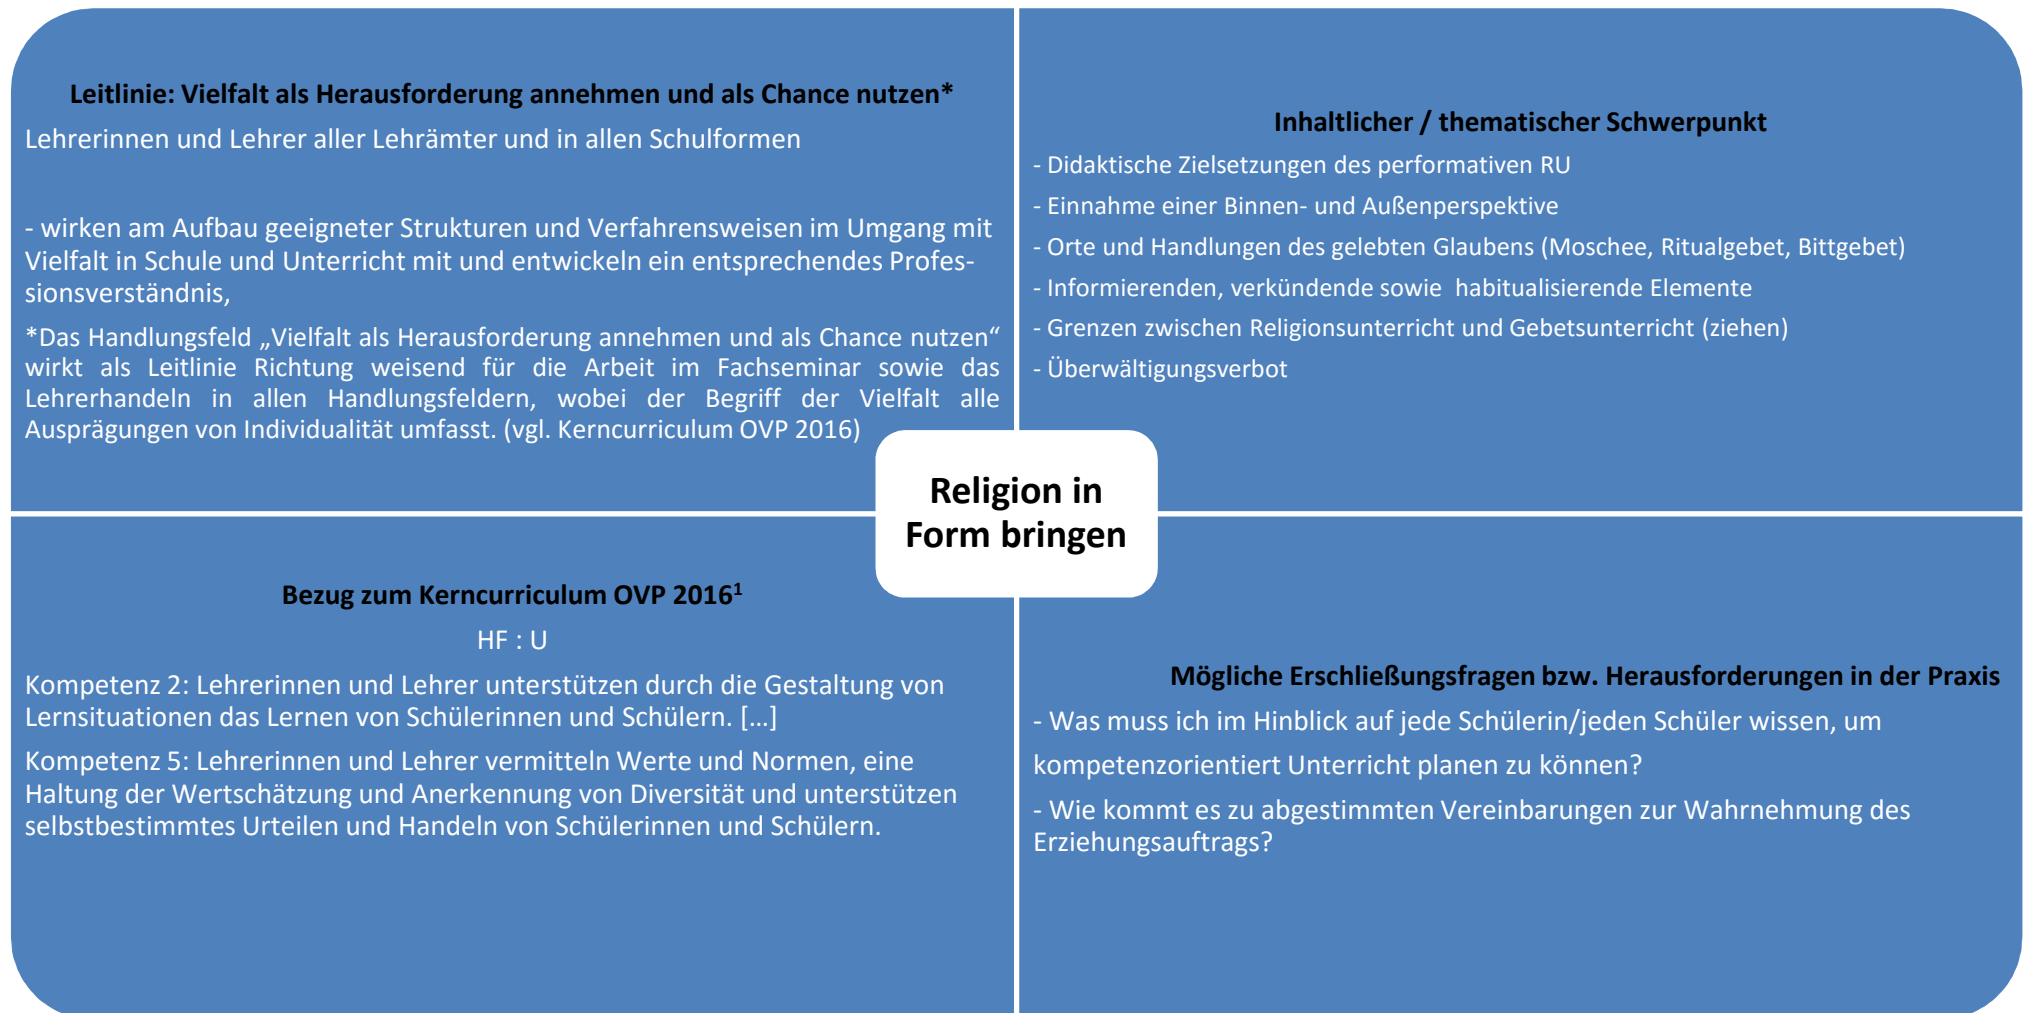 Leitlinie: Vielfalt als Herausforderung annehmen und als Chance nutzen*
Lehrerinnen und Lehrer aller Lehrämter und in allen Schulformen
- wirken am Aufbau geeigneter Strukturen und Verfahrensweisen im Umgang mit
Vielfalt in Schule und Unterricht mit und entwickeln ein entsprechendes Profes-
sionsverständnis,
*Das Handlungsfeld „Vielfalt als Herausforderung annehmen und als Chance nutzen“
wirkt als Leitlinie Richtung weisend für die Arbeit im Fachseminar sowie das
Lehrerhandeln in allen Handlungsfeldern, wobei der Begriff der Vielfalt alle
Ausprägungen von Individualität umfasst. (vgl. Kerncurriculum OVP 2016)
Inhaltlicher / thematischer Schwerpunkt
- Didaktische Zielsetzungen des performativen RU
- Einnahme einer Binnen- und Außenperspektive
- Orte und Handlungen des gelebten Glaubens (Moschee, Ritualgebet, Bittgebet)
- Informierenden, verkündende sowie  habitualisierende Elemente
- Grenzen zwischen Religionsunterricht und Gebetsunterricht (ziehen)
- Überwältigungsverbot
Religion in
Form bringen
Bezug zum Kerncurriculum OVP 2016¹
HF : U
Kompetenz 2: Lehrerinnen und Lehrer unterstützen durch die Gestaltung von
Lernsituationen das Lernen von Schülerinnen und Schülern. […]
Kompetenz 5: Lehrerinnen und Lehrer vermitteln Werte und Normen, eine
Haltung der Wertschätzung und Anerkennung von Diversität und unterstützen
selbstbestimmtes Urteilen und Handeln von Schülerinnen und Schülern.
Mögliche Erschließungsfragen bzw. Herausforderungen in der Praxis
- Was muss ich im Hinblick auf jede Schülerin/jeden Schüler wissen, um
kompetenzorientiert Unterricht planen zu können?
- Wie kommt es zu abgestimmten Vereinbarungen zur Wahrnehmung des
Erziehungsauftrags?